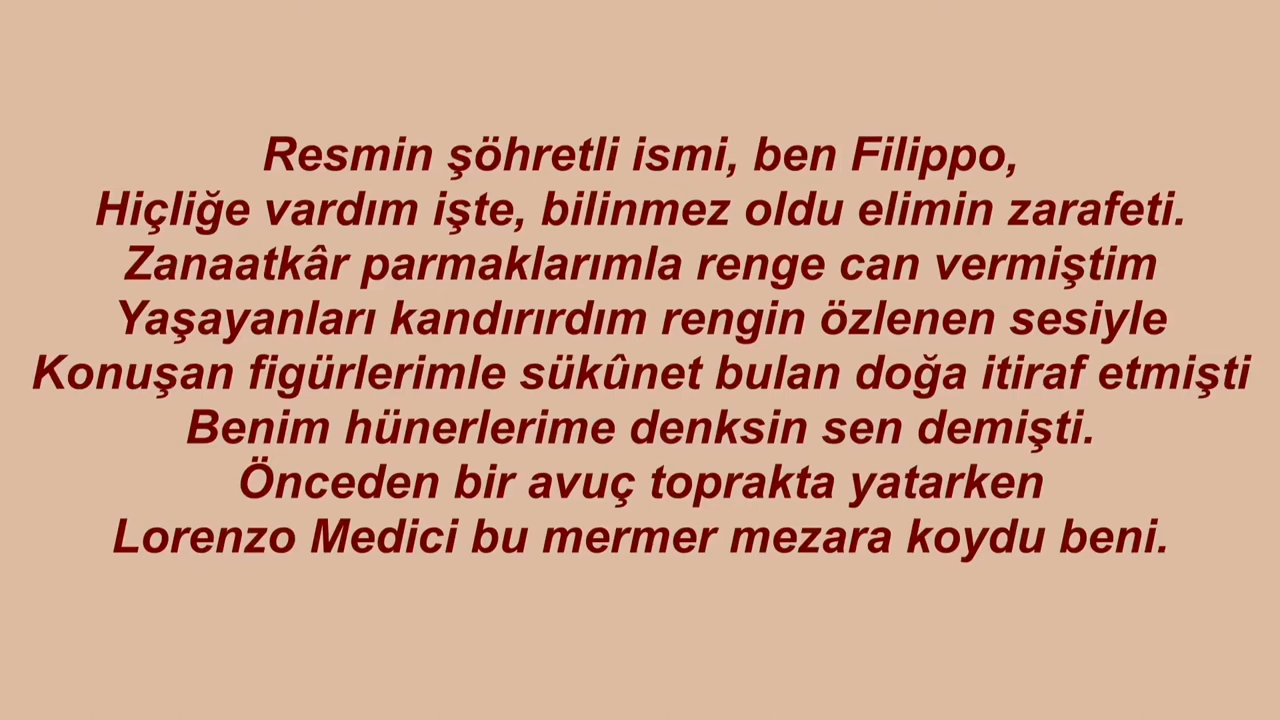 Resmin şöhretli ismi, ben Filippo,
Hiçliğe vardım işte, bilinmez oldu elimin zarafeti.
Zanaatkâr parmaklarımla renge can vermiştim
Yaşayanları kandırırdım rengin özlenen sesiyle
Konuşan figürlerimle sükûnet bulan doğa itiraf etmişti
Benim hünerlerime denksin sen demişti.
Önceden bir avuç toprakta yatarken
Lorenzo Medici bu mermer mezara koydu beni.